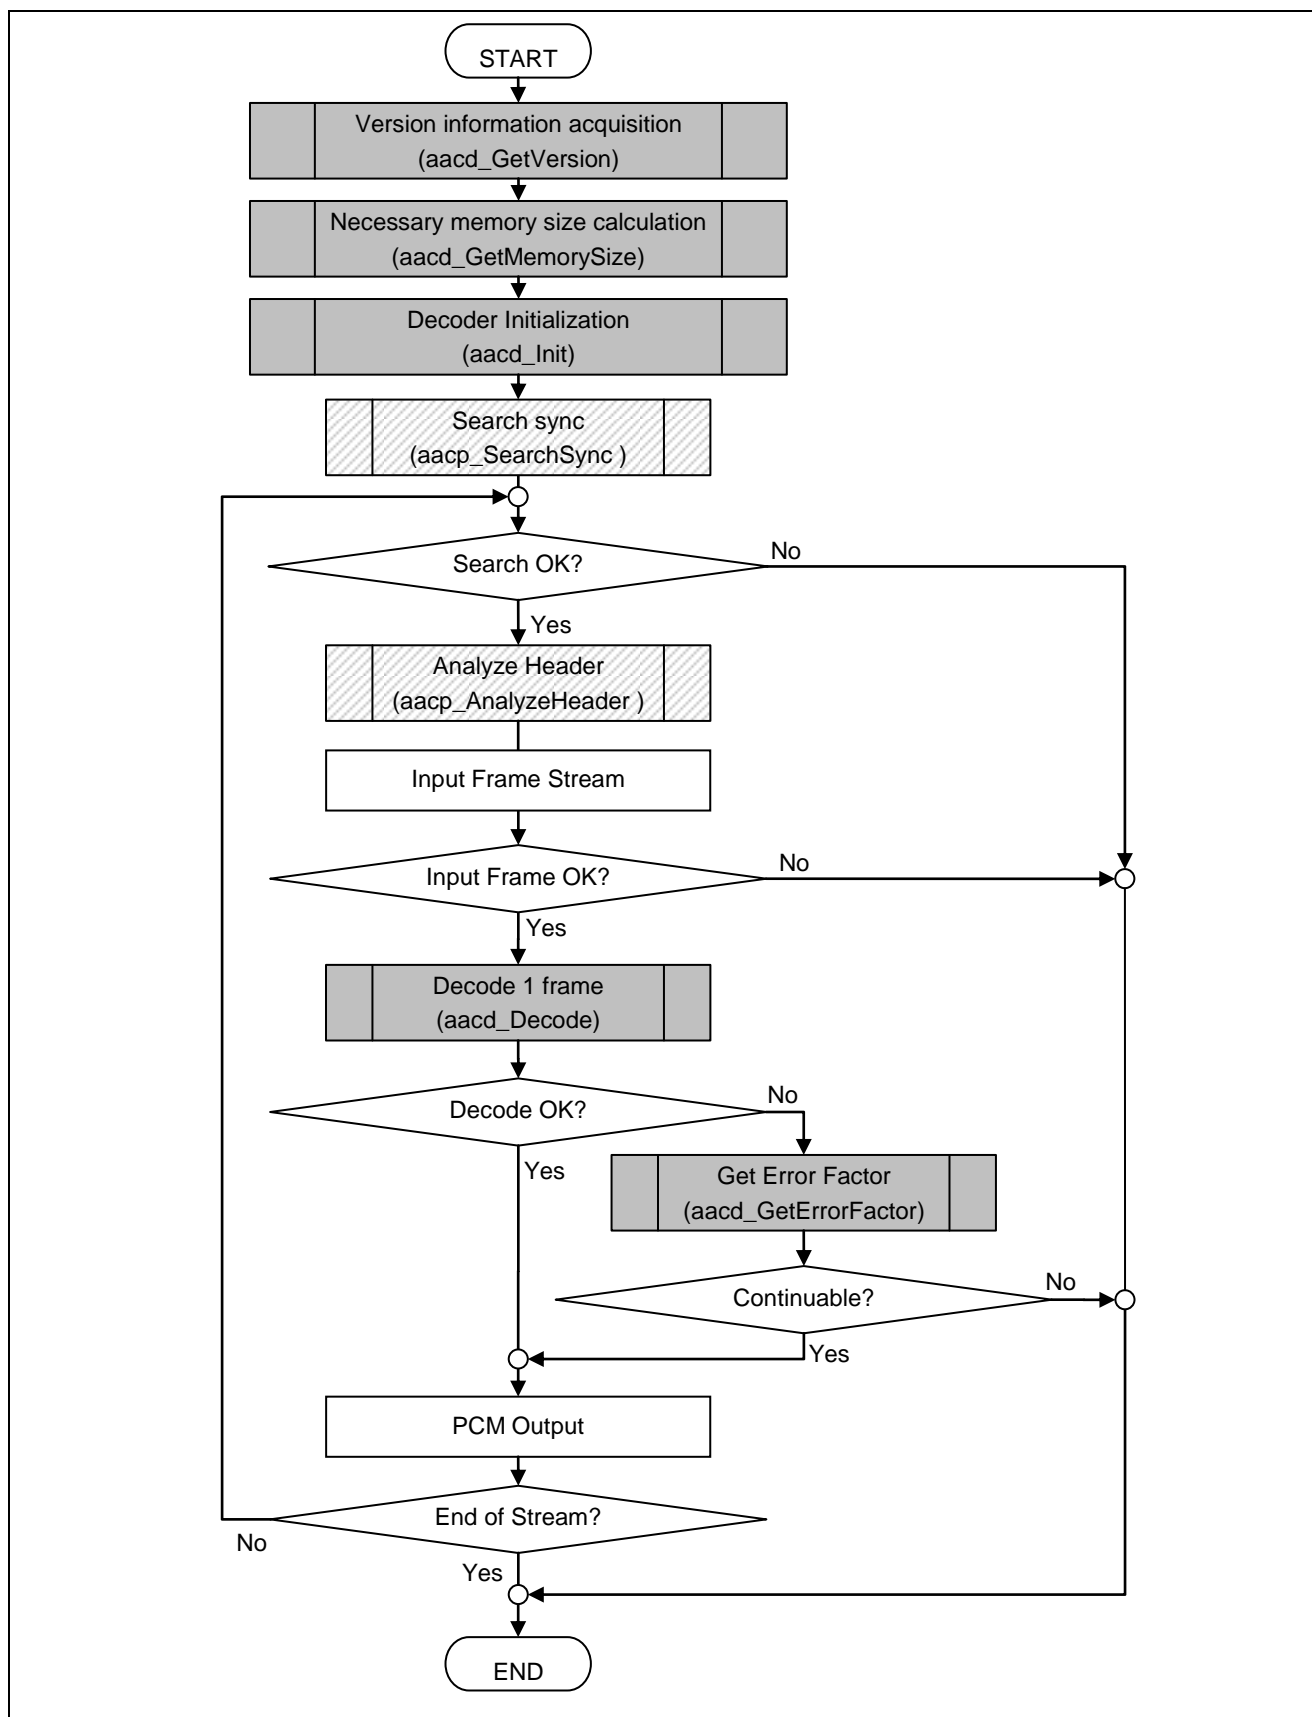 START
Version information acquisition
(aacd_GetVersion)
Necessary memory size calculation
(aacd_GetMemorySize)
Decoder Initialization
(aacd_Init)
Search sync
(aacp_SearchSync )
Search OK?
No
Yes
Analyze Header
(aacp_AnalyzeHeader )
Input Frame Stream
Input Frame OK?
No
Yes
Decode 1 frame
(aacd_Decode)
Decode OK?
No
Yes
Get Error Factor
(aacd_GetErrorFactor)
Continuable?
No
Yes
PCM Output
End of Stream?
No
Yes
END